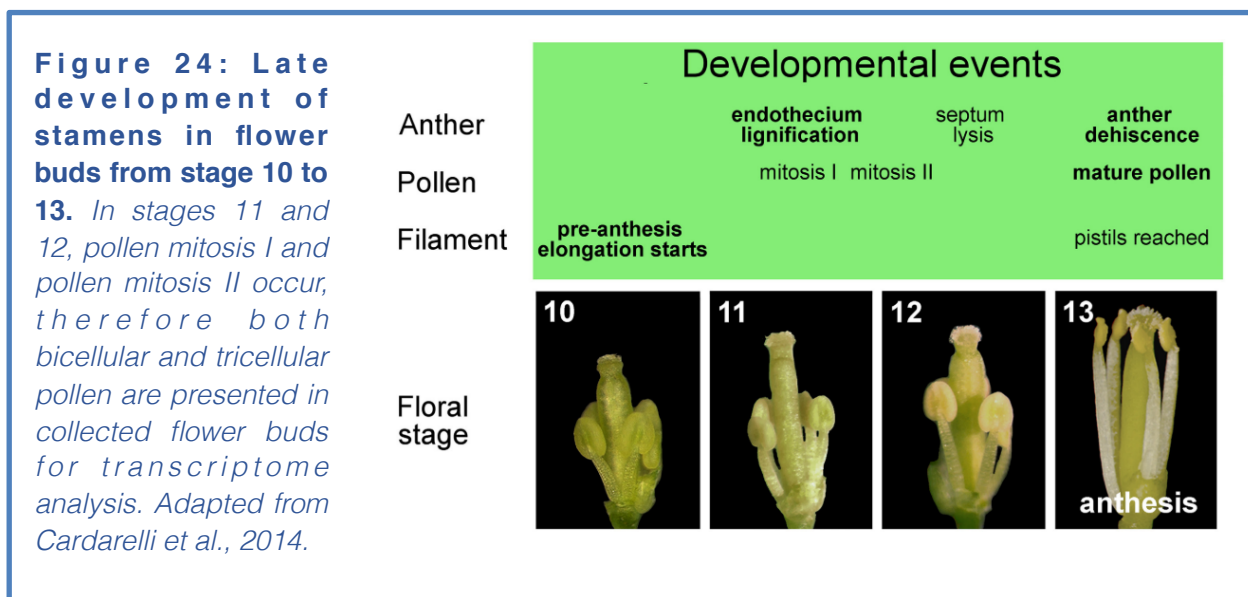 Figure 24: Late
development of
stamens in flower
buds from stage 10 to
13. In stages 11 and
12, pollen mitosis I and
pollen mitosis II occur,
therefore both
bicellular and tricellular
pollen are presented in
collected flower buds
for transcriptome
analysis. Adapted from
Cardarelli et al., 2014.
Developmental events
Anther
endothecium
lignification
septum
lysis
anther
dehiscence
Pollen
mitosis I mitosis II
mature pollen
Filament
pre-anthesis
elongation starts
pistils reached
Floral
stage
10
11
12
13
anthesis